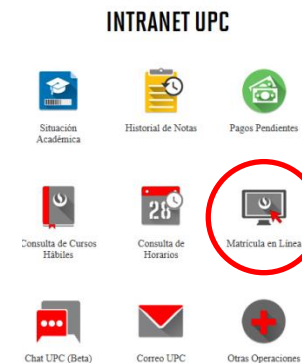 INTRANET UPC
Situación
Académica
Historial de Notas
Pagos Pendientes
Consulta de Cursos
Hábiles
28
Consulta de
Horarios
Matrícula en Línea
Chat UPC (Beta)
Correo UPC
Otras Operaciones